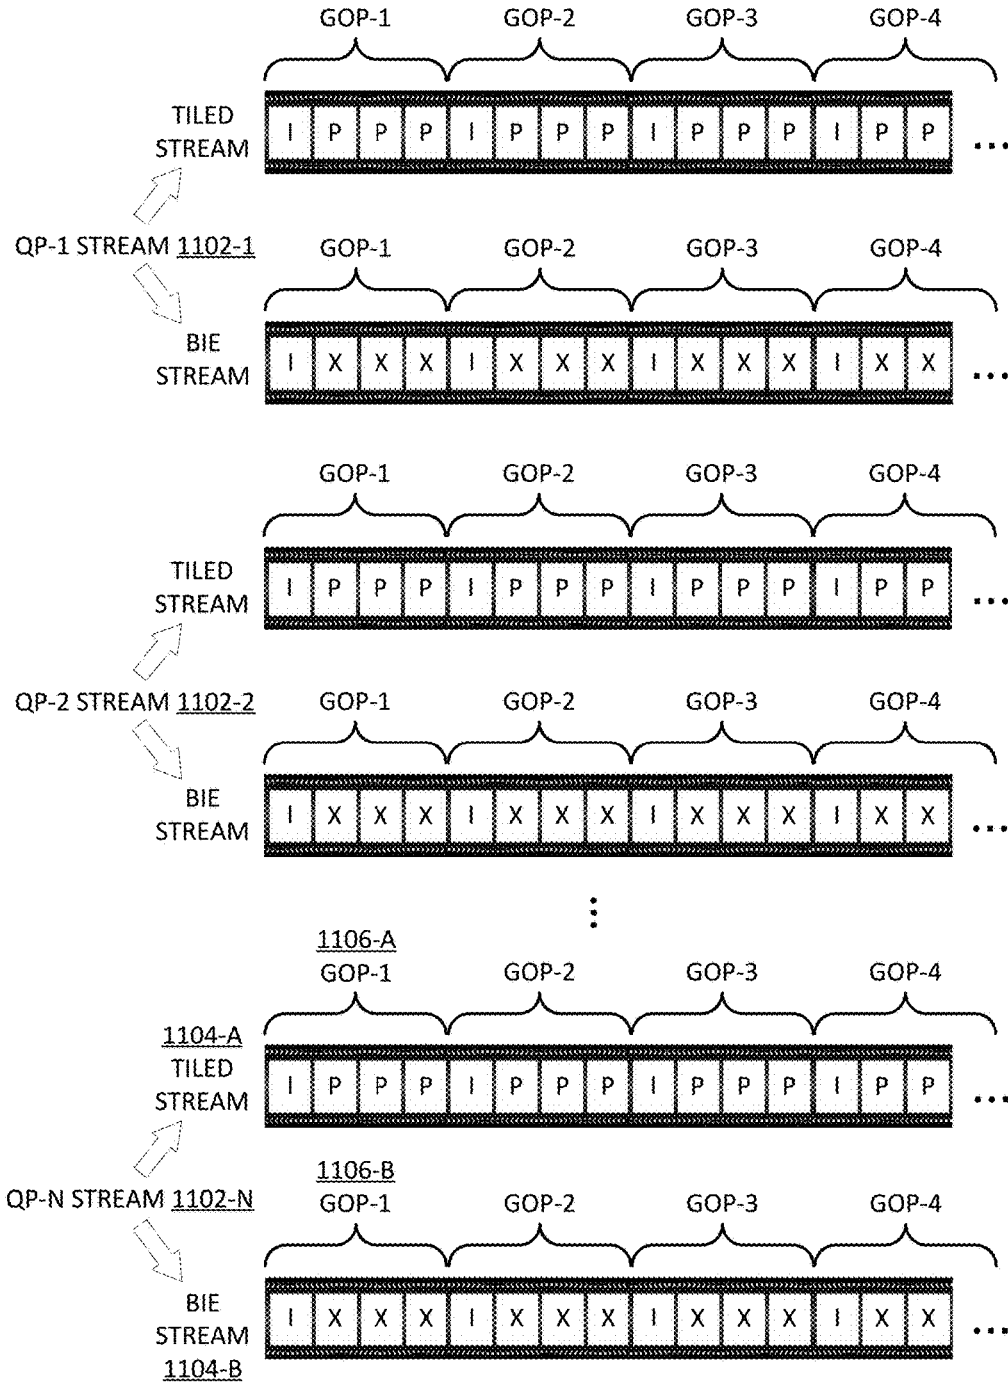 GOP-1 GOP-2 GOP-3 GOP-4
TILED
STREAM
I P P P I P P P I P P P I P P ...
QP-1 STREAM 1102-1
GOP-1 GOP-2 GOP-3 GOP-4
BIE
STREAM
I X X X I X X X I X X X I X X ...
GOP-1 GOP-2 GOP-3 GOP-4
TILED
STREAM
I P P P I P P P I P P P I P P ...
QP-2 STREAM 1102-2
GOP-1 GOP-2 GOP-3 GOP-4
BIE
STREAM
I X X X I X X X I X X X I X X ...
1106-A
GOP-1 GOP-2 GOP-3 GOP-4
1104-A
TILED
STREAM
I P P P I P P P I P P P I P P ...
QP-N STREAM 1102-N
1106-B
GOP-1 GOP-2 GOP-3 GOP-4
BIE
STREAM
1104-B
I X X X I X X X I X X X I X X ...